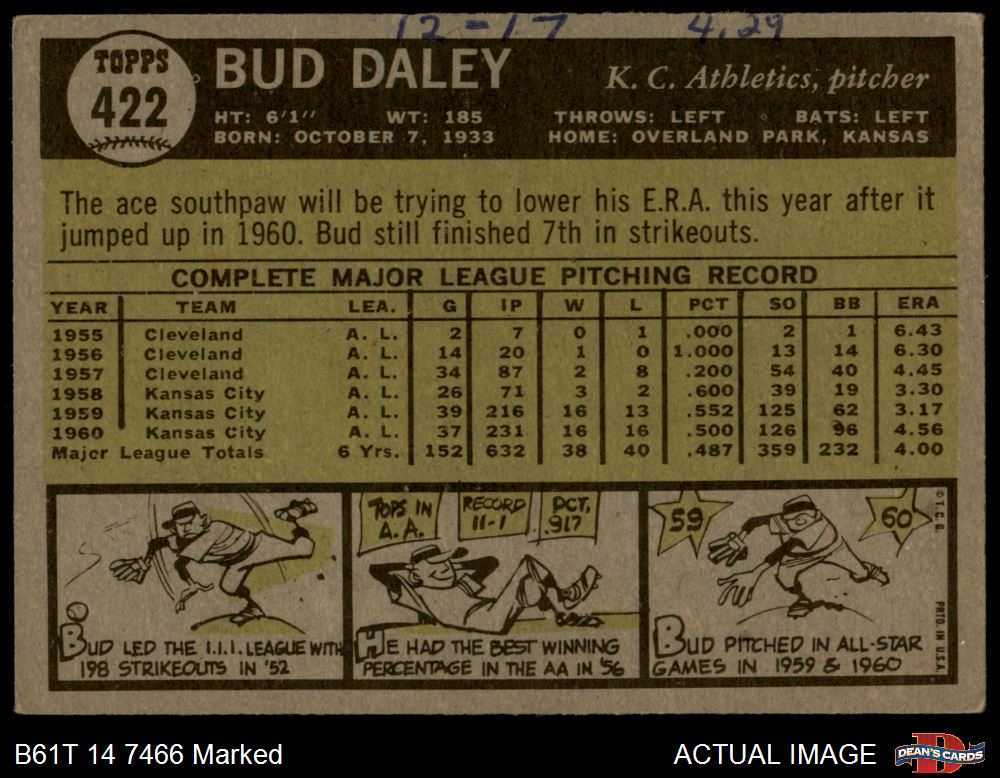 12-17 4.29
TOPPS
422
BUD DALEY
K. C. Athletics, pitcher
HT: 6'1" WT: 185 THROWS: LEFT BATS: LEFT
BORN: OCTOBER 7, 1933 HOME: OVERLAND PARK, KANSAS
The ace southpaw will be trying to lower his E.R.A. this year after it
jumped up in 1960. Bud still finished 7th in strikeouts.
COMPLETE MAJOR LEAGUE PITCHING RECORD
YEAR TEAM LEA. G IP W L PCT SO BB ERA
1955 Cleveland A. L. 2 7 0 1 .000 2 1 6.43
1956 Cleveland A. L. 14 20 1 0 1.000 13 14 6.30
1957 Cleveland A. L. 34 87 2 8 .200 54 40 4.45
1958 Kansas City A. L. 26 71 3 2 .600 39 19 3.30
1959 Kansas City A. L. 39 216 16 13 .552 125 62 3.17
1960 Kansas City A. L. 37 231 16 16 .500 126 96 4.56
Major League Totals 6 Yrs. 152 632 38 40 .487 359 232 4.00
BUD LED THE I.I.I. LEAGUE WITH
198 STRIKEOUTS IN '52
TOPS IN
A.A.
RECORD
11-1
PCT.
.917
HE HAD THE BEST WINNING
PERCENTAGE IN THE AA IN '56
59
60
BUD PITCHED IN ALL-STAR
GAMES IN 1959 & 1960
© T. C. G.
PRTD. IN U.S.A.
B61T 14 7466 Marked
ACTUAL IMAGE
DEAN'S CARDS